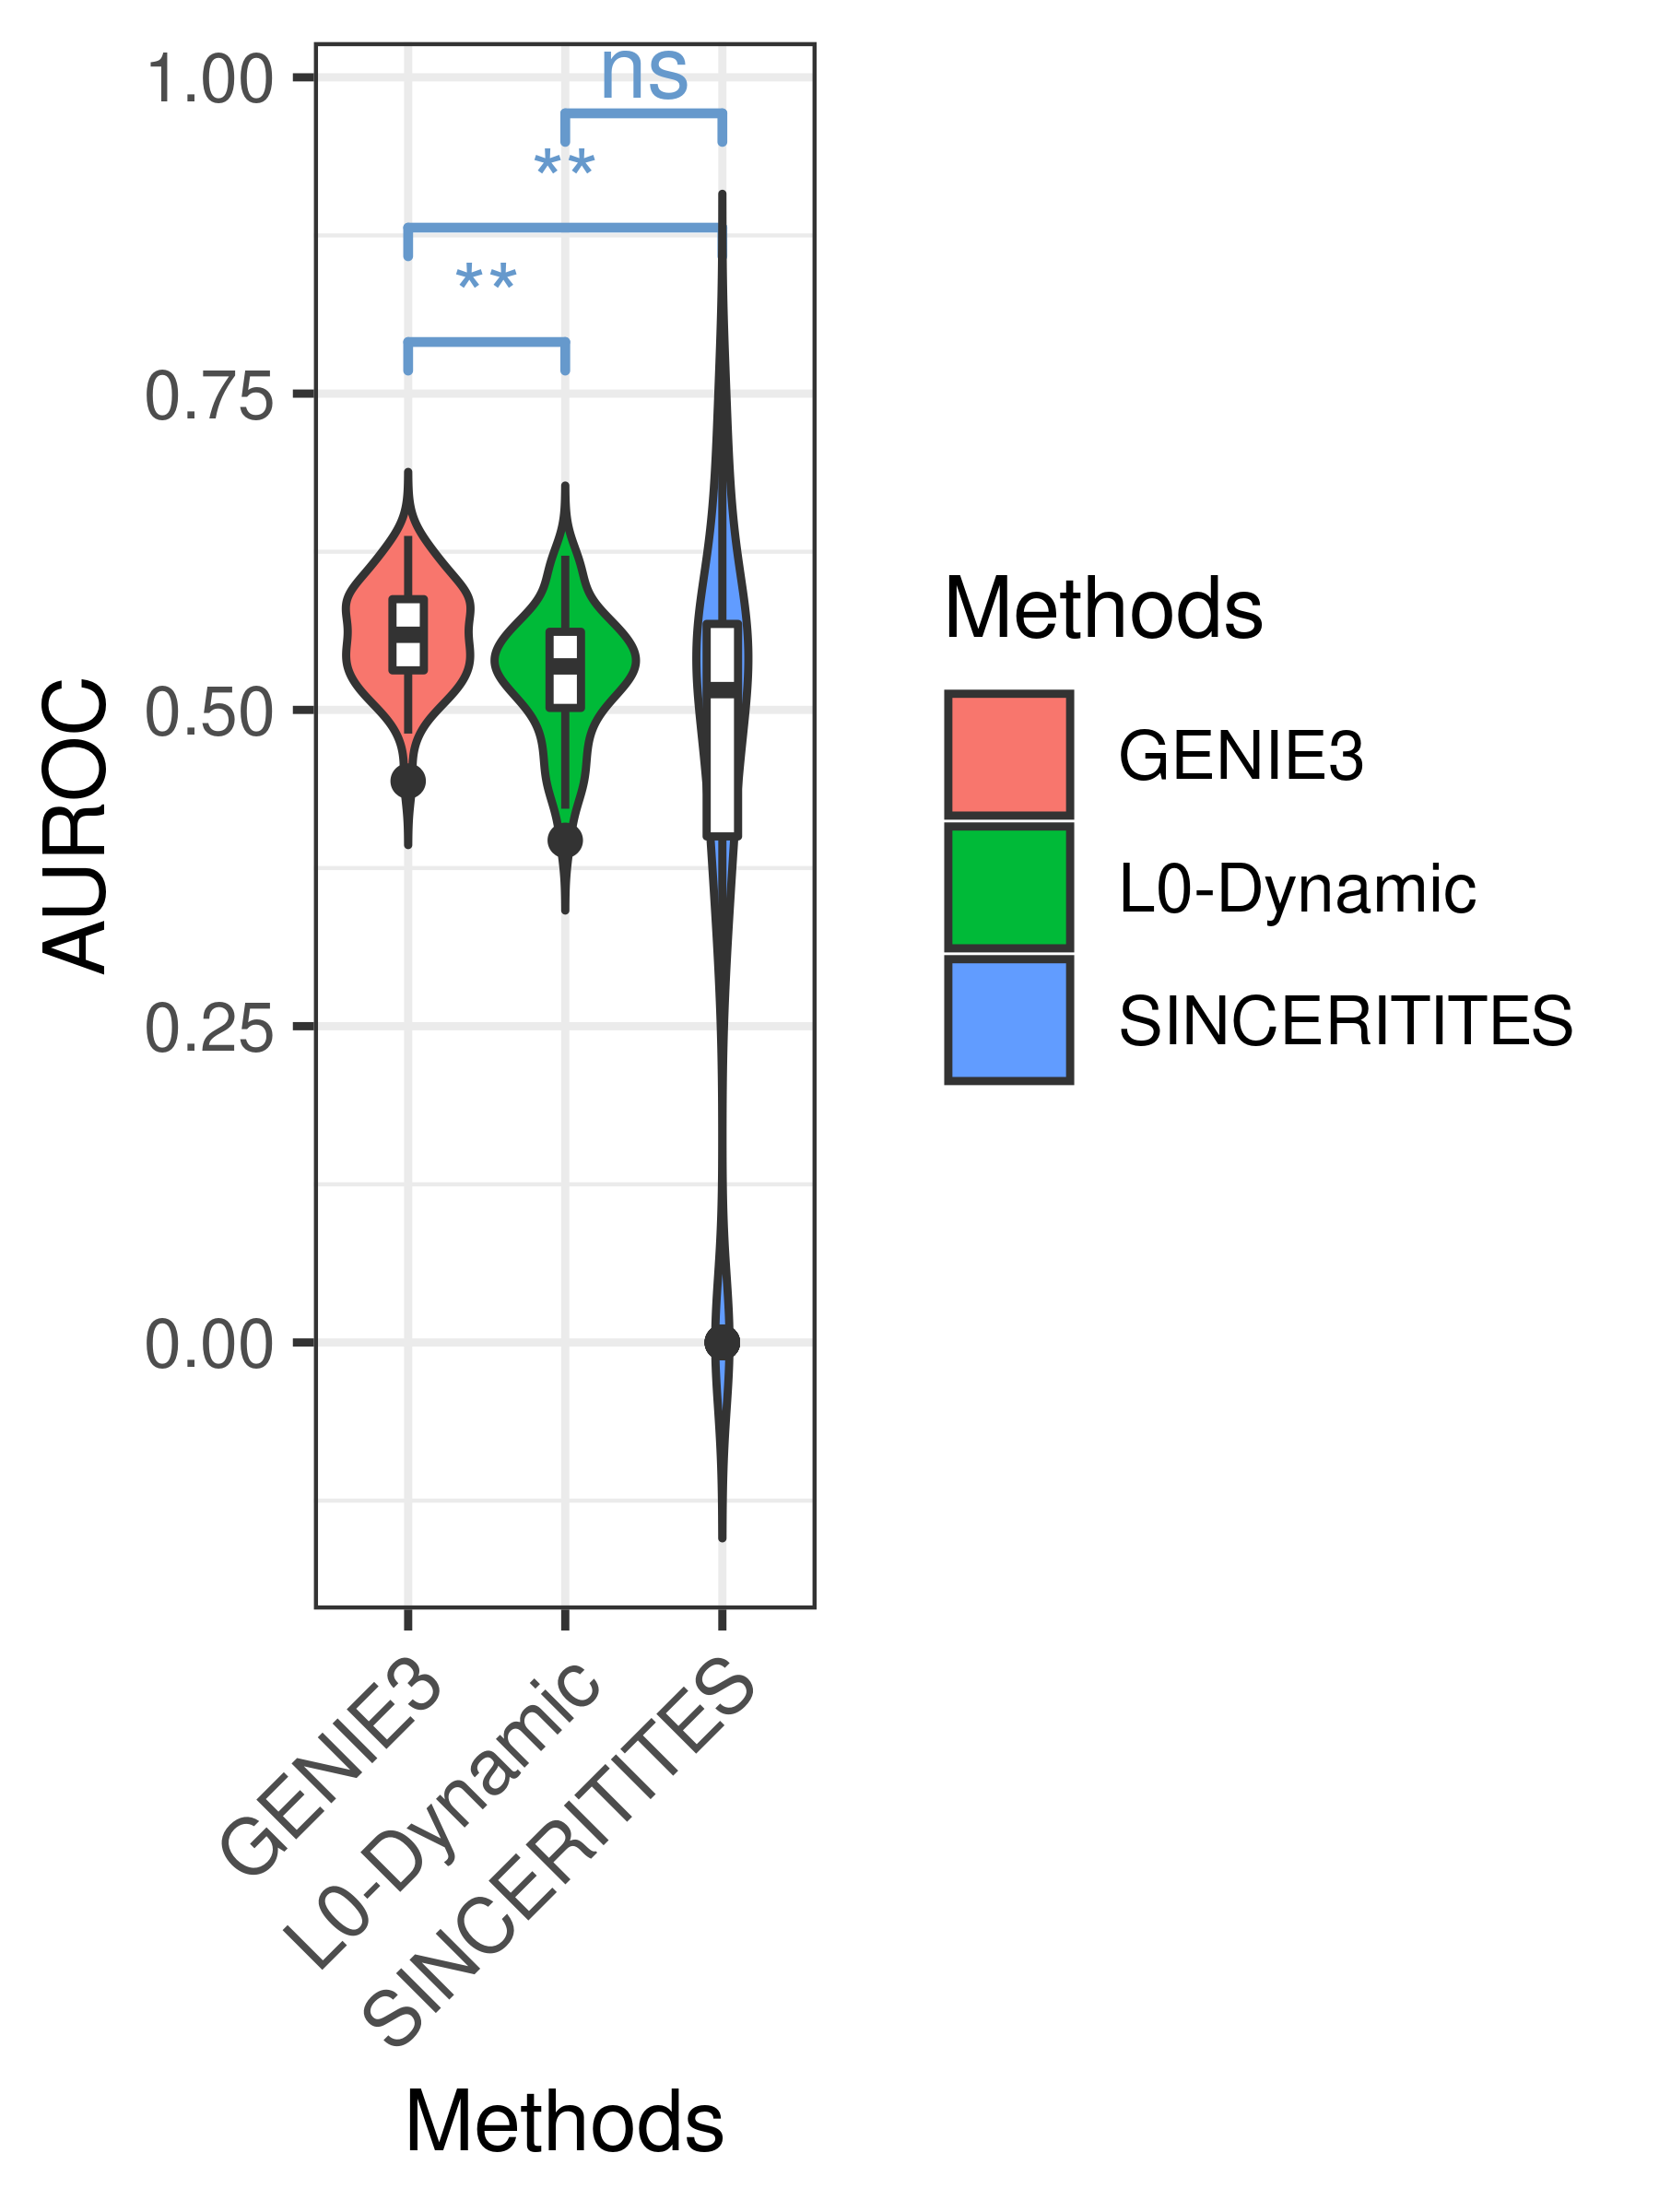 ns
**
**
1.00
0.75
0.50
0.25
0.00
AUROC
GENIE3
L0-Dynamic
SINCERITITES
Methods
Methods
GENIE3
L0-Dynamic
SINCERITITES